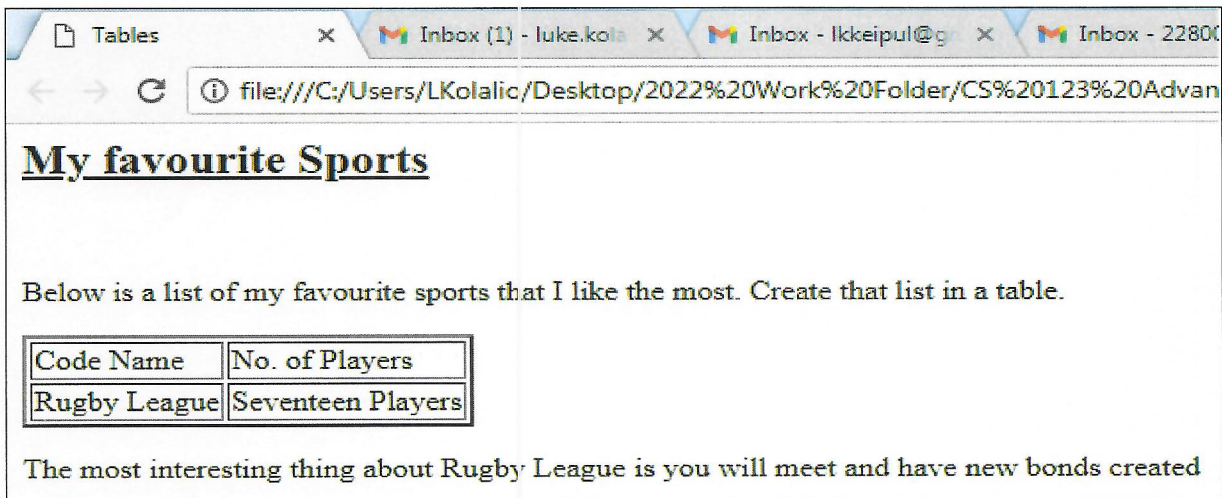 Tables
Inbox (1) - luke.kola
Inbox - lkkeipul@g
Inbox - 22800
file:///C:/Users/LKolalio/Desktop/2022%20Work%20Folder/CS%20123%20Advan
My favourite Sports
Below is a list of my favourite sports that I like the most. Create that list in a table.
Code Name No. of Players
Rugby League Seventeen Players
The most interesting thing about Rugby League is you will meet and have new bonds created